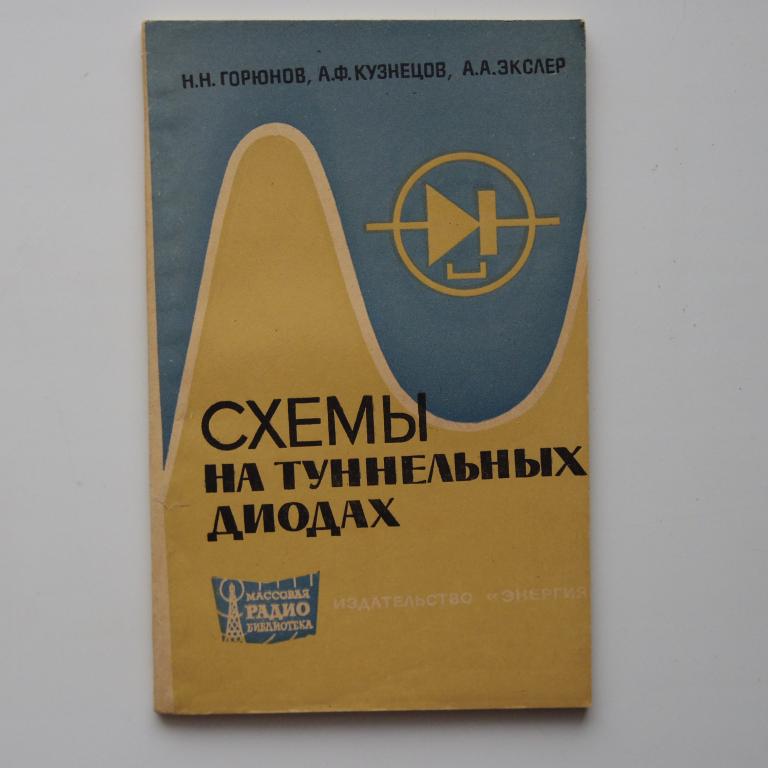 Н.Н. ГОРЮНОВ, А.Ф. КУЗНЕЦОВ, А.А. ЭКСЛЕР
СХЕМЫ
НА ТУННЕЛЬНЫХ
ДИОДАХ
МАССОВАЯ
РАДИО
БИБЛИОТЕКА
ИЗДАТЕЛЬСТВО «ЭНЕРГИЯ